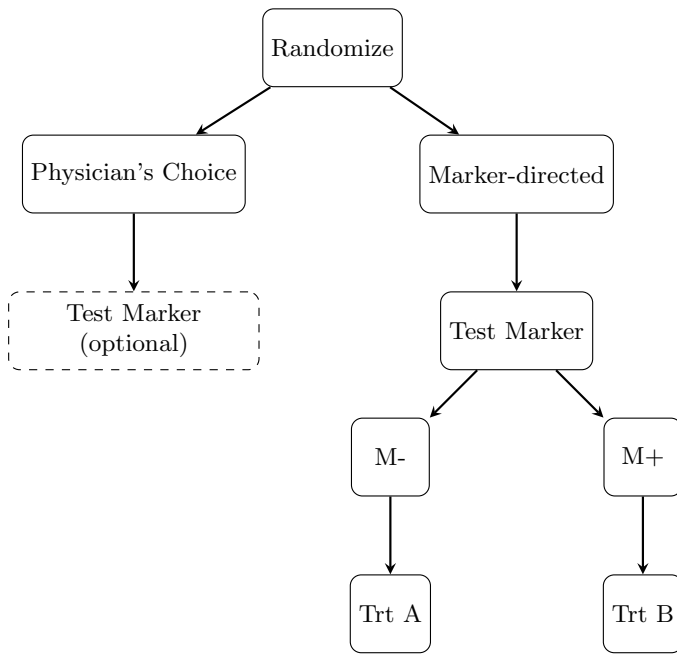 Randomize
Physician's Choice
Marker-directed
Test Marker
(optional)
Test Marker
M-
M+
Trt A
Trt B